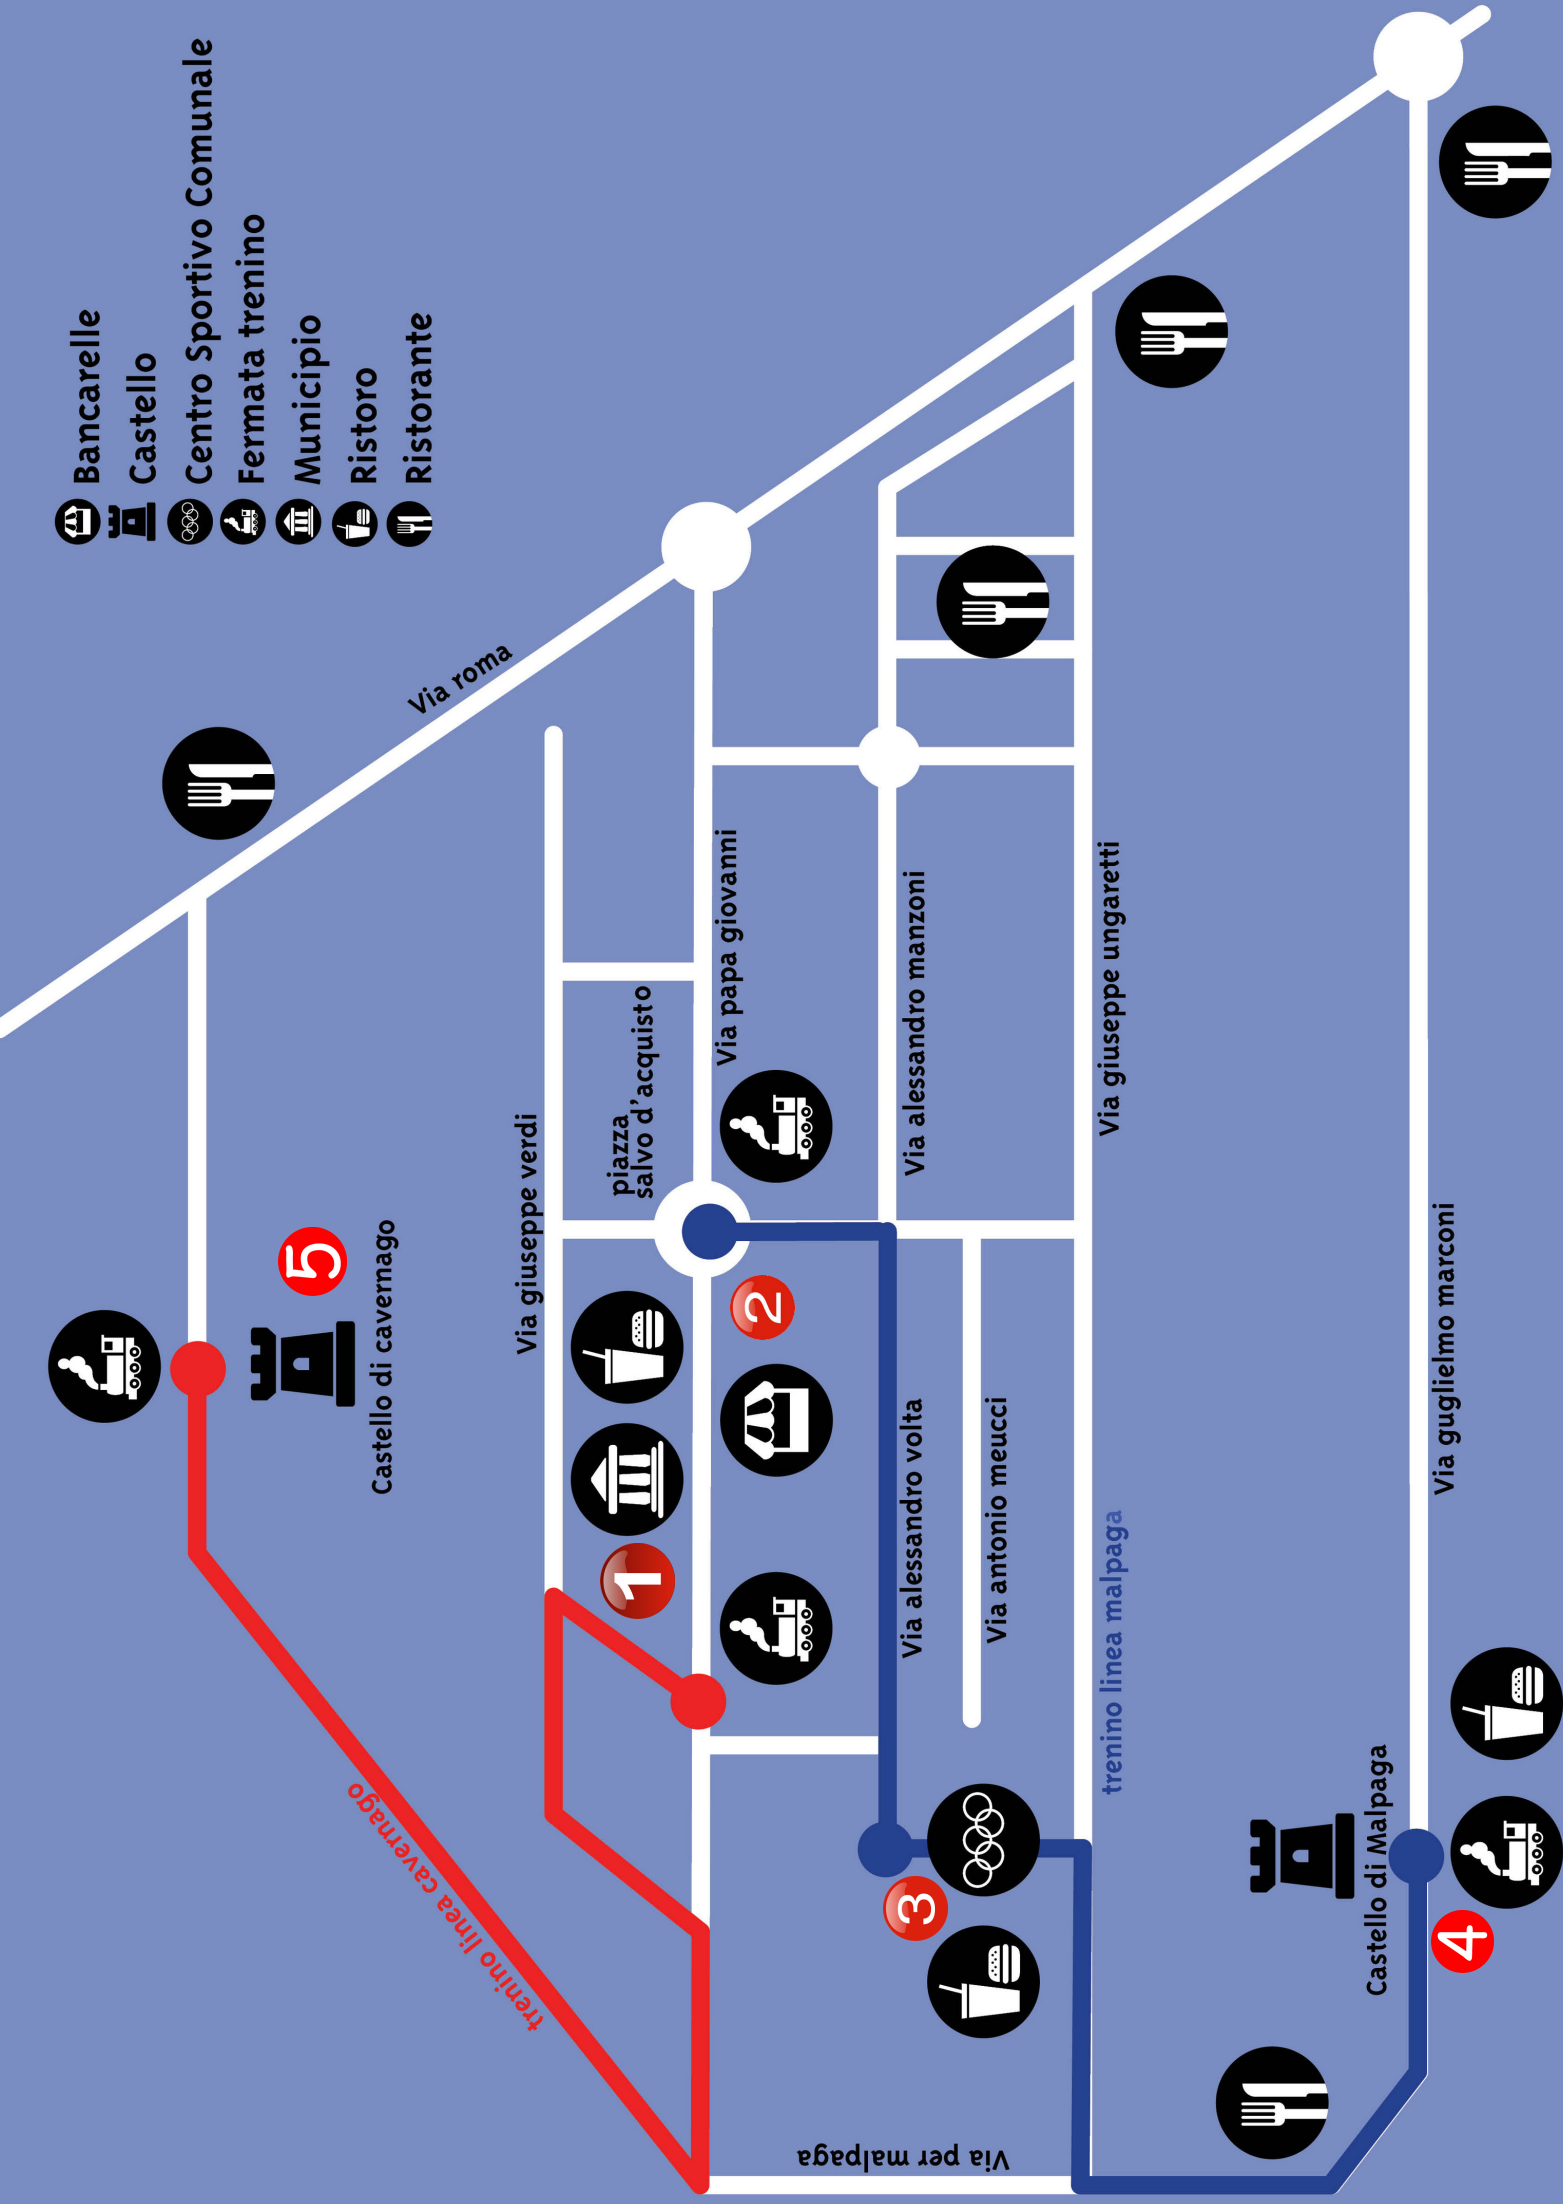 Bancarelle
Castello
Centro Sportivo Comunale
Fermata trenino
Municipio
Ristoro
Ristorante
Via roma
5
Castello di cavernago
trenino linea cavernago
Via giuseppe verdi
piazza
salvo d'acquisto
1
2
Via papa giovanni
Via alessandro volta
Via alessandro manzoni
3
Via antonio meucci
Via per malpaga
trenino linea malpaga
Via giuseppe ungaretti
Castello di Malpaga
4
Via guglielmo marconi